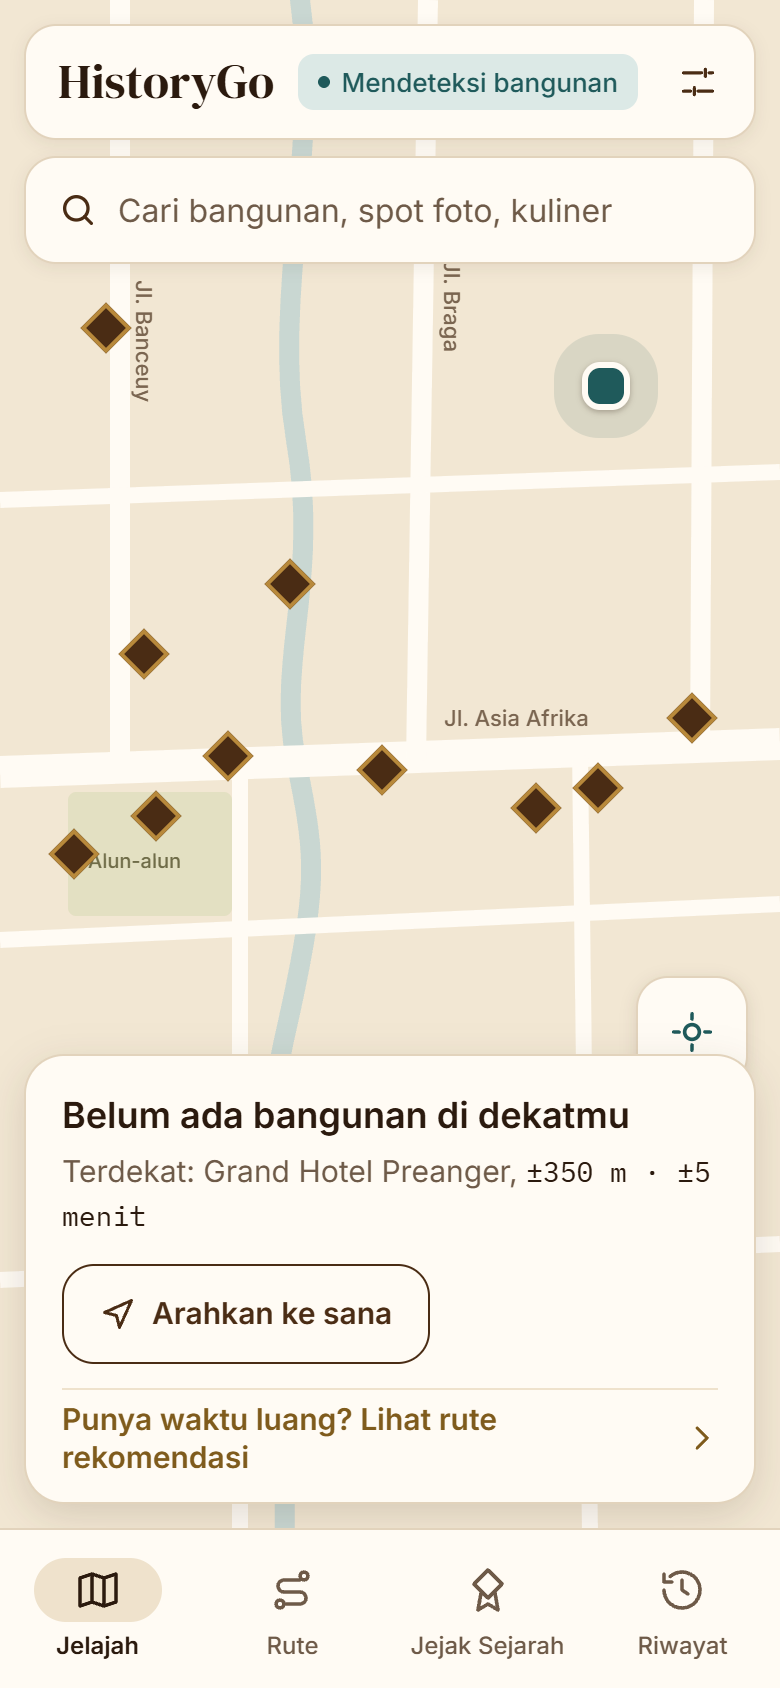 HistoryGo
Mendeteksi bangunan
Cari bangunan, spot foto, kuliner
Jl. Banceuy
Jl. Braga
Jl. Asia Afrika
Alun-alun
Belum ada bangunan di dekatmu
Terdekat: Grand Hotel Preanger, ±350 m · ±5
menit
Arahkan ke sana
Punya waktu luang? Lihat rute
rekomendasi
Jelajah
Rute
Jejak Sejarah
Riwayat